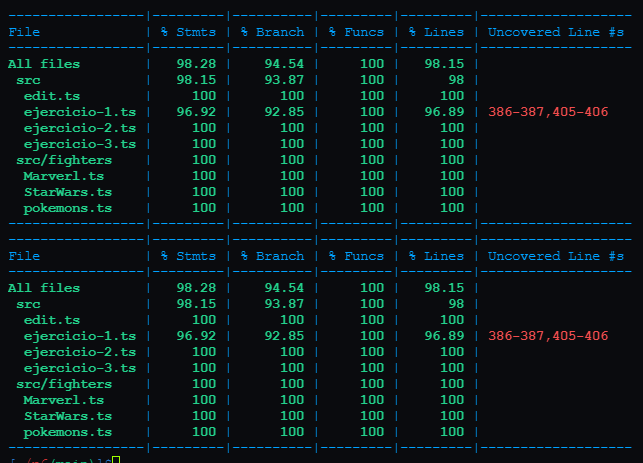 -----------------|---------|----------|---------|---------|-------------------
File | % Stmts | % Branch | % Funcs | % Lines | Uncovered Line #s
-----------------|---------|----------|---------|---------|-------------------
All files | 98.28 | 94.54 | 100 | 98.15 |
src | 98.15 | 93.87 | 100 | 98 |
edit.ts | 100 | 100 | 100 | 100 |
ejercicio-1.ts | 96.92 | 92.85 | 100 | 96.89 | 386-387,405-406
ejercicio-2.ts | 100 | 100 | 100 | 100 |
ejercicio-3.ts | 100 | 100 | 100 | 100 |
src/fighters | 100 | 100 | 100 | 100 |
Marverl.ts | 100 | 100 | 100 | 100 |
StarWars.ts | 100 | 100 | 100 | 100 |
pokemons.ts | 100 | 100 | 100 | 100 |
-----------------|---------|----------|---------|---------|-------------------
-----------------|---------|----------|---------|---------|-------------------
File | % Stmts | % Branch | % Funcs | % Lines | Uncovered Line #s
-----------------|---------|----------|---------|---------|-------------------
All files | 98.28 | 94.54 | 100 | 98.15 |
src | 98.15 | 93.87 | 100 | 98 |
edit.ts | 100 | 100 | 100 | 100 |
ejercicio-1.ts | 96.92 | 92.85 | 100 | 96.89 | 386-387,405-406
ejercicio-2.ts | 100 | 100 | 100 | 100 |
ejercicio-3.ts | 100 | 100 | 100 | 100 |
src/fighters | 100 | 100 | 100 | 100 |
Marverl.ts | 100 | 100 | 100 | 100 |
StarWars.ts | 100 | 100 | 100 | 100 |
pokemons.ts | 100 | 100 | 100 | 100 |
-----------------|---------|----------|---------|---------|-------------------